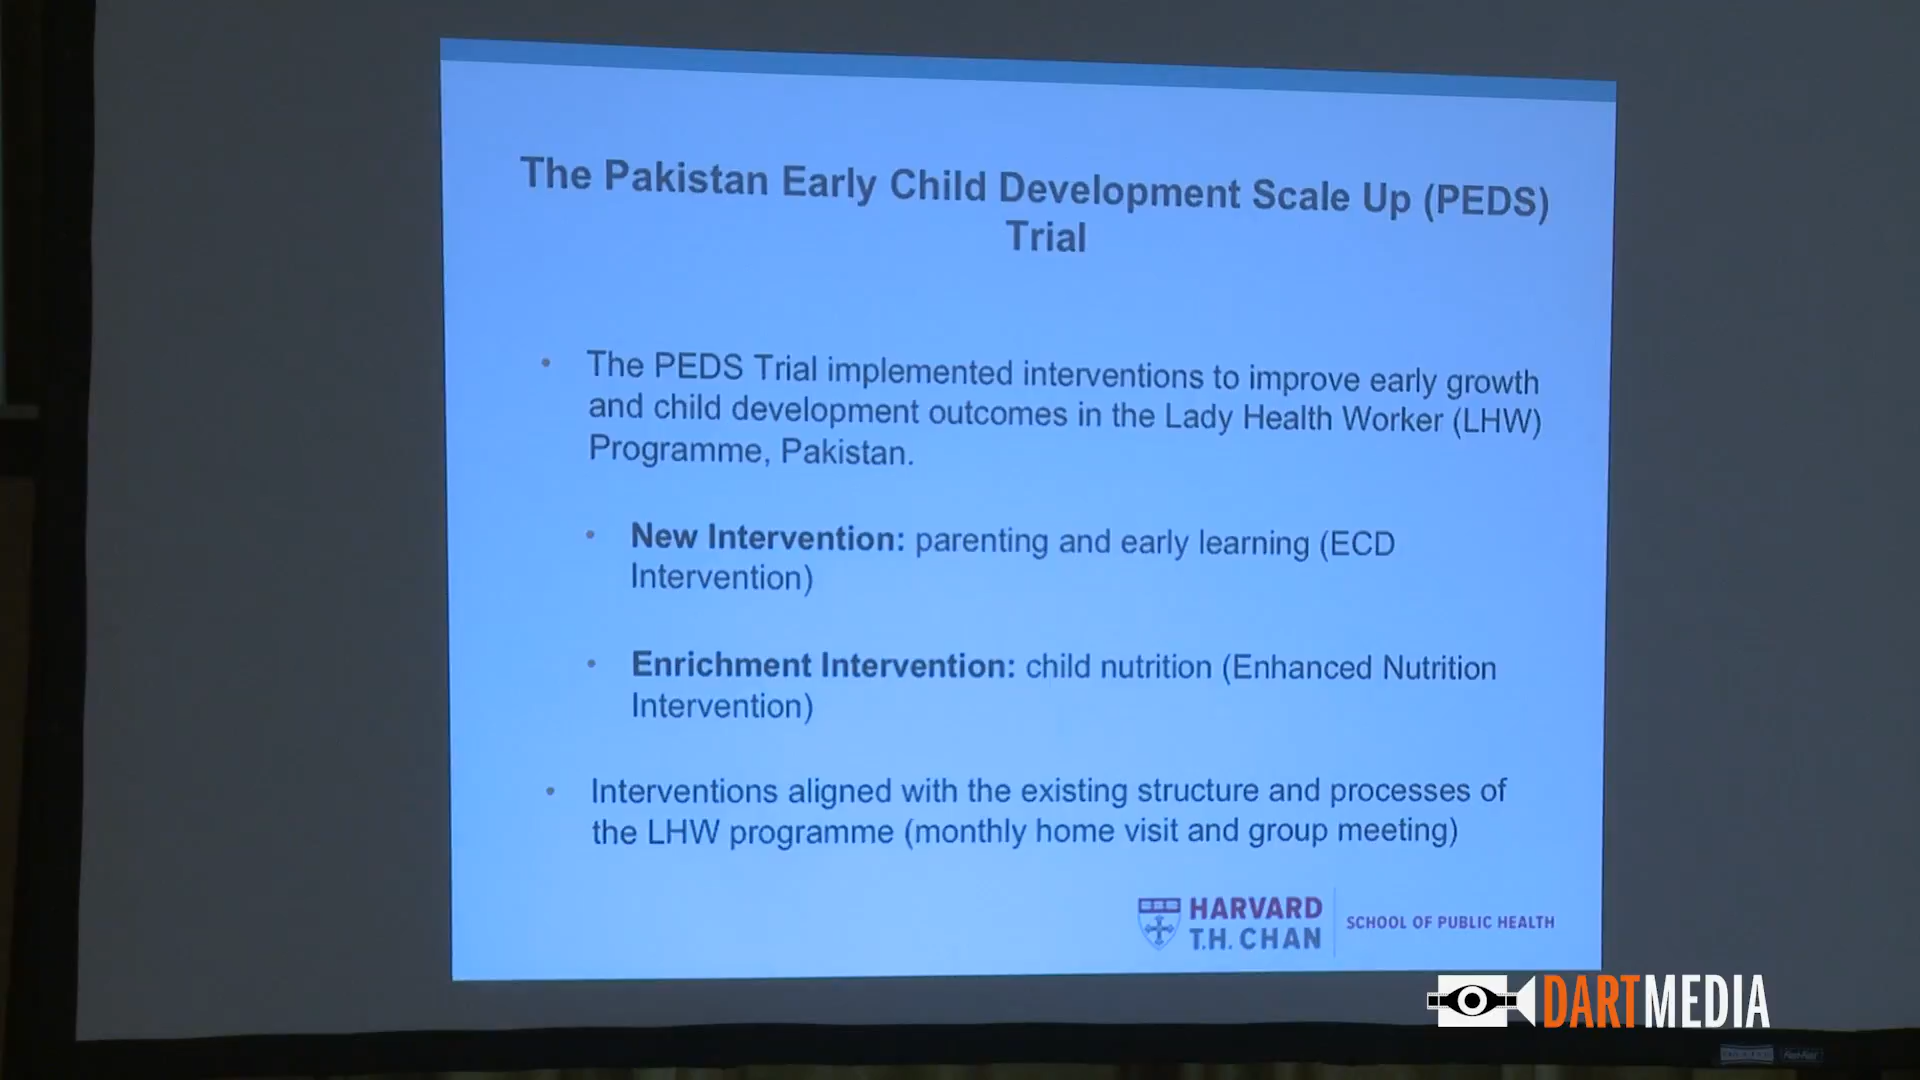 The Pakistan Early Child Development Scale Up (PEDS)
Trial
• The PEDS Trial implemented interventions to improve early growth
and child development outcomes in the Lady Health Worker (LHW)
Programme, Pakistan.
• New Intervention: parenting and early learning (ECD
Intervention)
• Enrichment Intervention: child nutrition (Enhanced Nutrition
Intervention)
• Interventions aligned with the existing structure and processes of
the LHW programme (monthly home visit and group meeting)
HARVARD
T.H. CHAN
SCHOOL OF PUBLIC HEALTH
DARTMEDIA